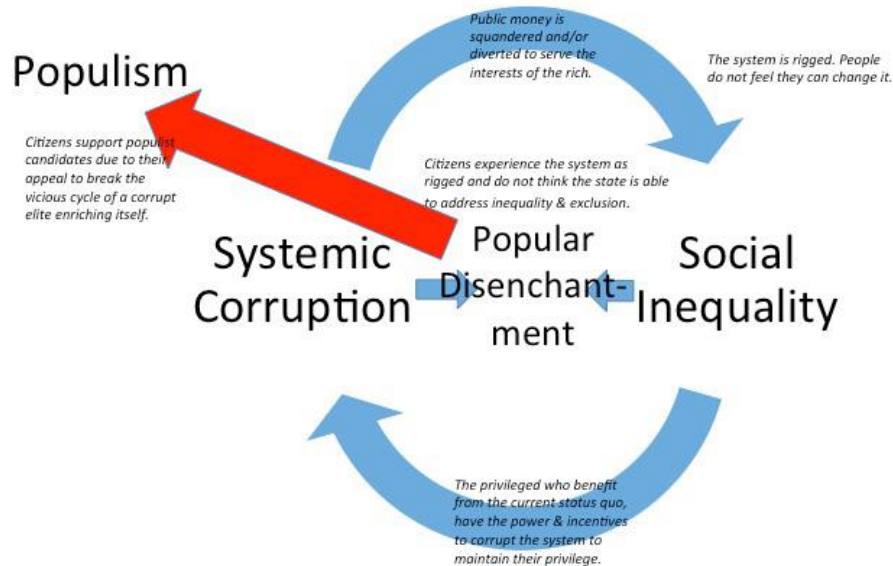 Public money is
squandered and/or
diverted to serve the
interests of the rich.
The system is rigged. People
do not feel they can change it.
Populism
Citizens support populist
candidates due to their
appeal to break the
vicious cycle of a corrupt
elite enriching itself.
Citizens experience the system as
rigged and do not think the state is able
to address inequality & exclusion.
Systemic
Corruption
Popular
Disenchant-
ment
Social
Inequality
The privileged who benefit
from the current status quo,
have the power & incentives
to corrupt the system to
maintain their privilege.